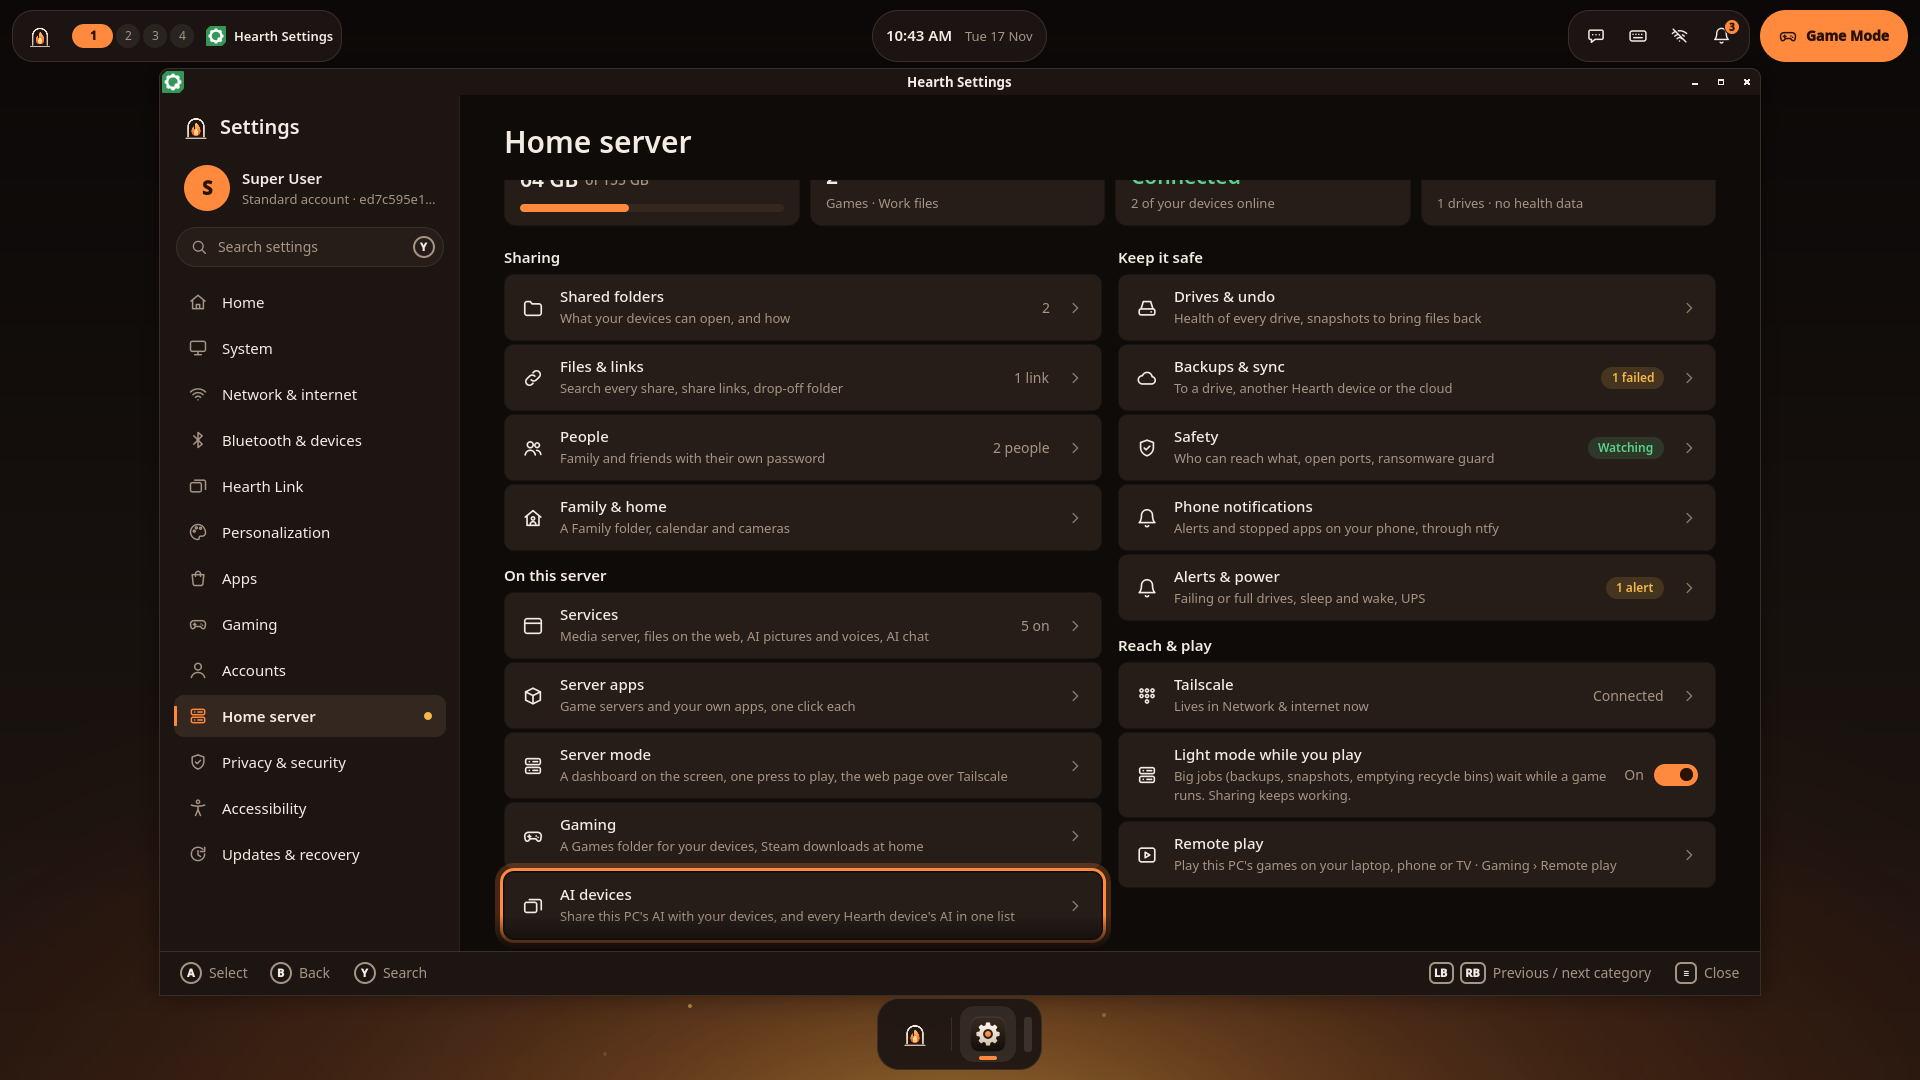 1 2 3 4 Hearth Settings
10:43 AM Tue 17 Nov
3
Game Mode
Hearth Settings
Settings
S
Super User
Standard account · ed7c595e1...
Search settings Y
Home
System
Network & internet
Bluetooth & devices
Hearth Link
Personalization
Apps
Gaming
Accounts
Home server
Privacy & security
Accessibility
Updates & recovery
Home server
64 GB of 155 GB
2
Games · Work files
Connected
2 of your devices online
1 drives · no health data
Sharing
Shared folders
What your devices can open, and how
2
Files & links
Search every share, share links, drop-off folder
1 link
People
Family and friends with their own password
2 people
Family & home
A Family folder, calendar and cameras
On this server
Services
Media server, files on the web, AI pictures and voices, AI chat
5 on
Server apps
Game servers and your own apps, one click each
Server mode
A dashboard on the screen, one press to play, the web page over Tailscale
Gaming
A Games folder for your devices, Steam downloads at home
AI devices
Share this PC's AI with your devices, and every Hearth device's AI in one list
Keep it safe
Drives & undo
Health of every drive, snapshots to bring files back
Backups & sync
To a drive, another Hearth device or the cloud
1 failed
Safety
Who can reach what, open ports, ransomware guard
Watching
Phone notifications
Alerts and stopped apps on your phone, through ntfy
Alerts & power
Failing or full drives, sleep and wake, UPS
1 alert
Reach & play
Tailscale
Lives in Network & internet now
Connected
Light mode while you play
Big jobs (backups, snapshots, emptying recycle bins) wait while a game
runs. Sharing keeps working.
On
Remote play
Play this PC's games on your laptop, phone or TV · Gaming › Remote play
A Select B Back Y Search
LB RB Previous / next category ≡ Close